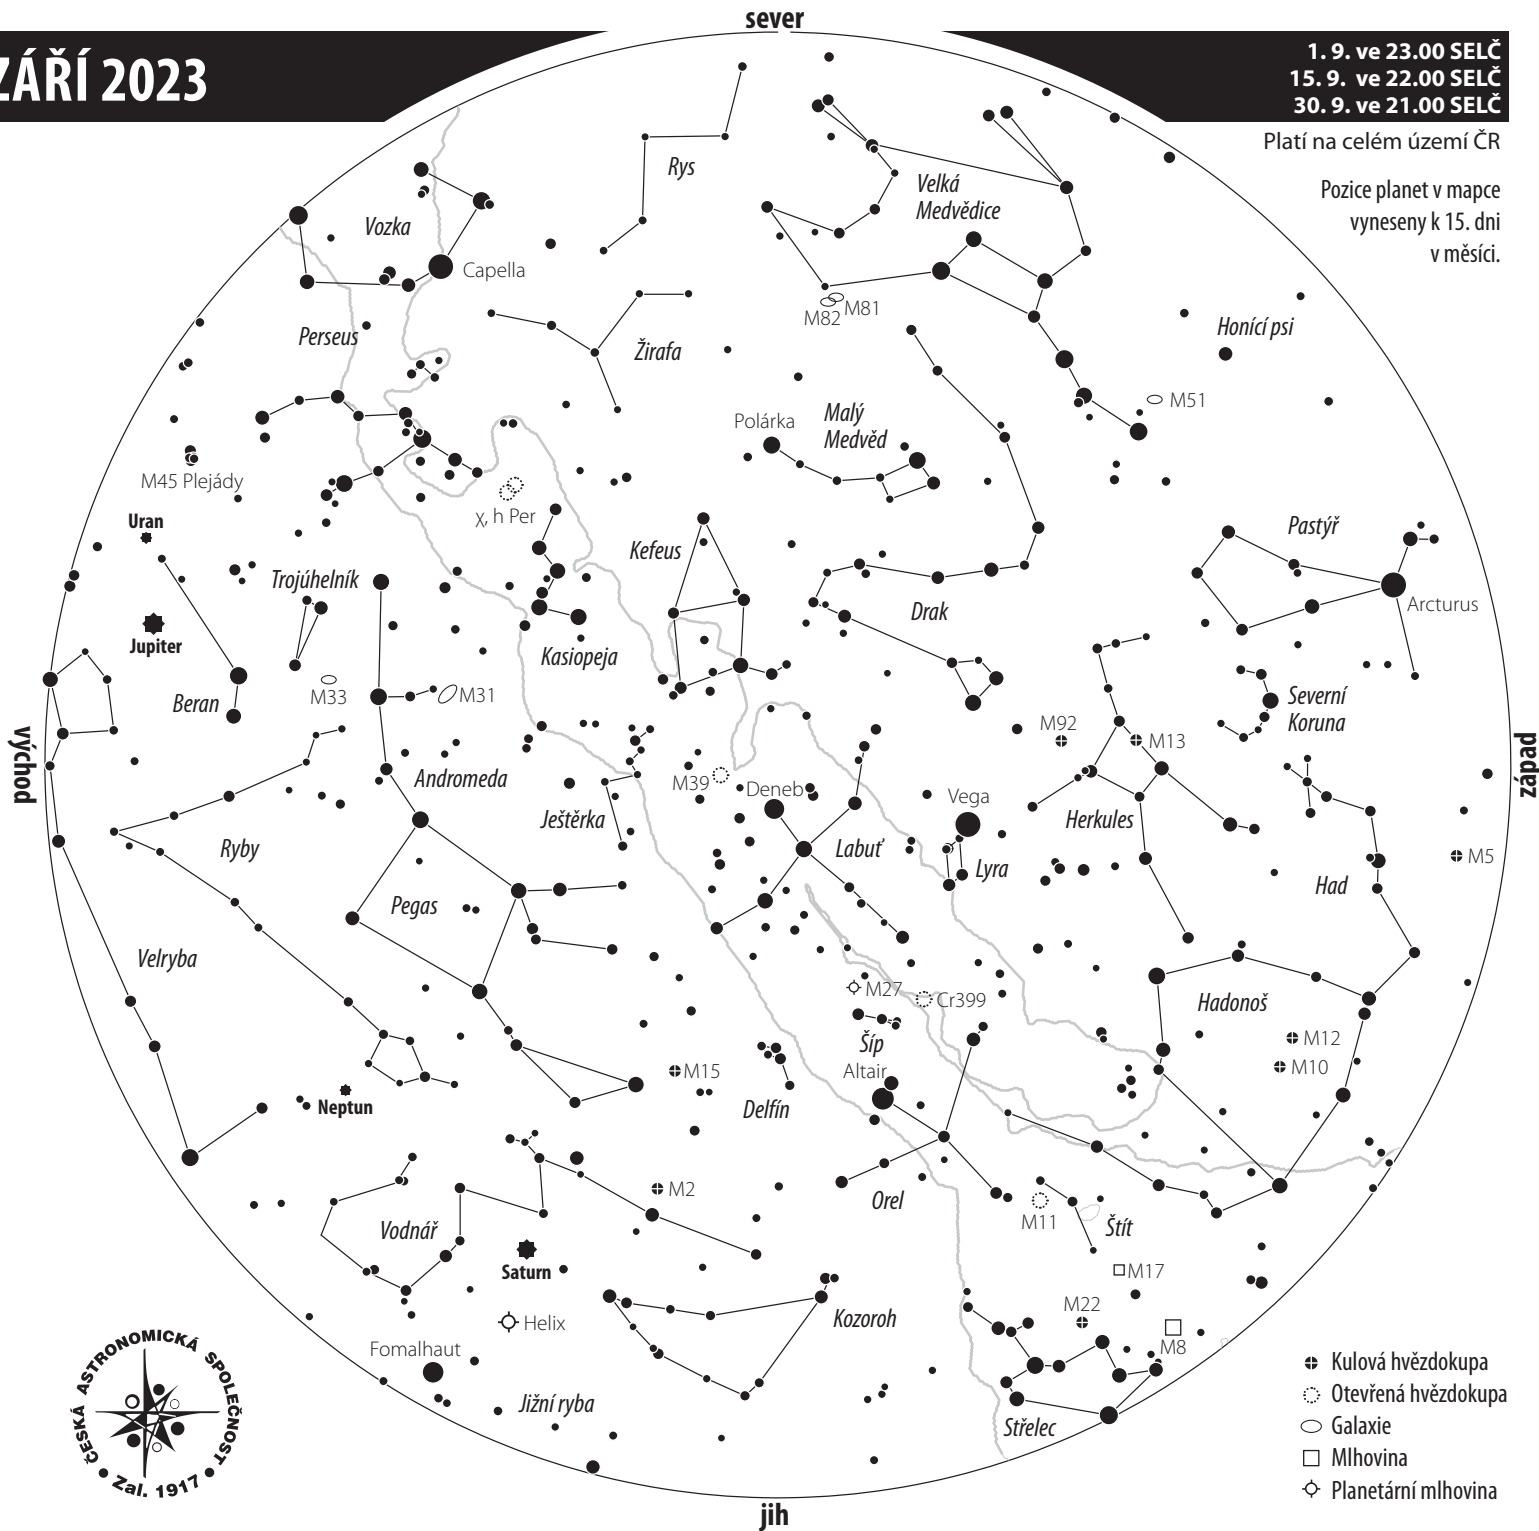 sever
ZÁŘÍ 2023
1. 9. ve 23.00 SELČ
15. 9. ve 22.00 SELČ
30. 9. ve 21.00 SELČ
Platí na celém území ČR
Pozice planet v mapce
vyneseny k 15. dni
v měsíci.
Rys
Velká
Medvědice
Vozka
Capella
M81
M82
Honící psi
Perseus
Žirafa
M51
Malý
Medvěd
Polárka
M45 Plejády
χ, h Per
Uran
Pastýř
Kefeus
Trojúhelník
Arcturus
Drak
Jupiter
Kasiopeja
Beran
M33
M31
Severní
Koruna
M92
M13
východ
západ
Andromeda
M39
Deneb
Vega
Ještěrka
Herkules
Ryby
Labuť
Lyra
M5
Had
Pegas
Velryba
M27
Cr399
Hadonoš
Šíp
M12
M10
Altair
M15
Neptun
Delfín
M2
Orel
M11
Štít
Vodnář
Saturn
M17
M22
Helix
Kozoroh
M8
Fomalhaut
Jižní ryba
Střelec
ČESKÁ ASTRONOMICKÁ SPOLEČNOST
Zal. 1917
Kulová hvězdokupa
Otevřená hvězdokupa
Galaxie
Mlhovina
Planetární mlhovina
jih